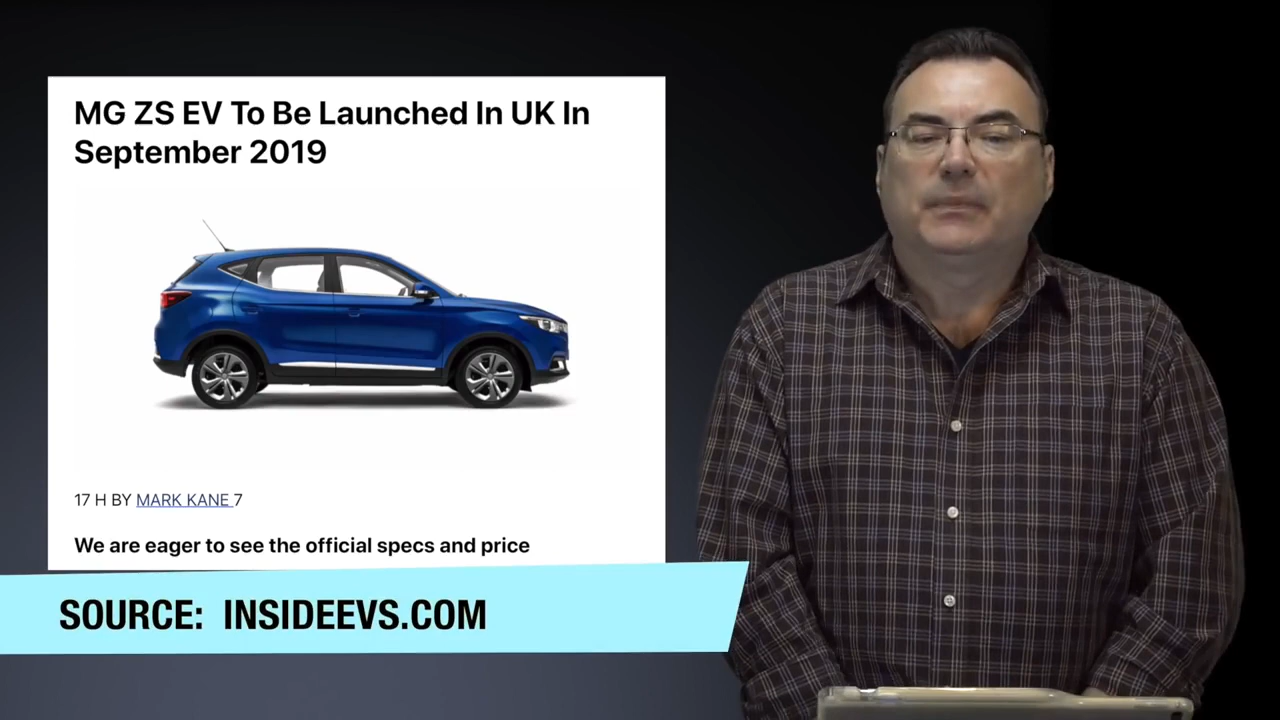 MG ZS EV To Be Launched In UK In
September 2019
17 H BY MARK KANE 7
We are eager to see the official specs and price
SOURCE: INSIDEEVS.COM